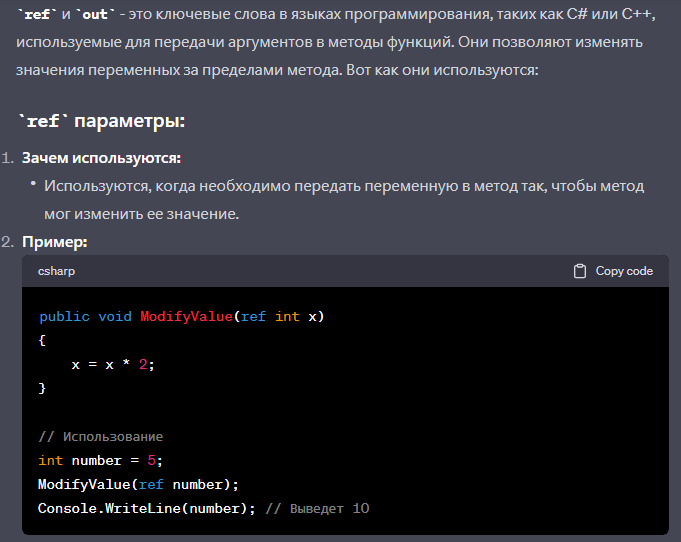 `ref` и `out` - это ключевые слова в языках программирования, таких как C# или C++,
используемые для передачи аргументов в методы функций. Они позволяют изменять
значения переменных за пределами метода. Вот как они используются:
`ref` параметры:
1. Зачем используются:
• Используются, когда необходимо передать переменную в метод так, чтобы метод
мог изменить ее значение.
2. Пример:
csharp Copy code
public void ModifyValue(ref int x)
{
    x = x * 2;
}
// Использование
int number = 5;
ModifyValue(ref number);
Console.WriteLine(number); // Выведет 10